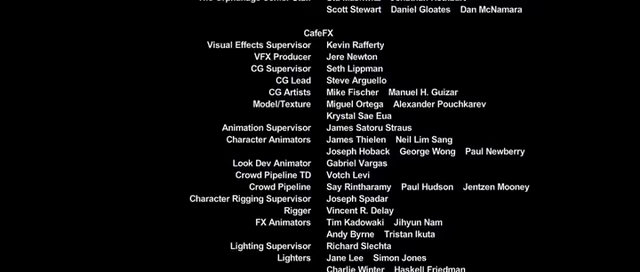 Scott Stewart Daniel Gloates Dan McNamara
CafeFX
Visual Effects Supervisor Kevin Rafferty
VFX Producer Jere Newton
CG Supervisor Seth Lippman
CG Lead Steve Arguello
CG Artists Mike Fischer Manuel H. Guizar
Model/Texture Miguel Ortega Alexander Pouchkarev
Krystal Sae Eua
Animation Supervisor James Satoru Straus
Character Animators James Thielen Neil Lim Sang
Joseph Hoback George Wong Paul Newberry
Look Dev Animator Gabriel Vargas
Crowd Pipeline TD Votch Levi
Crowd Pipeline Say Rintharamy Paul Hudson Jentzen Mooney
Character Rigging Supervisor Joseph Spadar
Rigger Vincent R. Delay
FX Animators Tim Kadowaki Jihyun Nam
Andy Byrne Tristan Ikuta
Lighting Supervisor Richard Slechta
Lighters Jane Lee Simon Jones
Charlie Winter Haskell Friedman